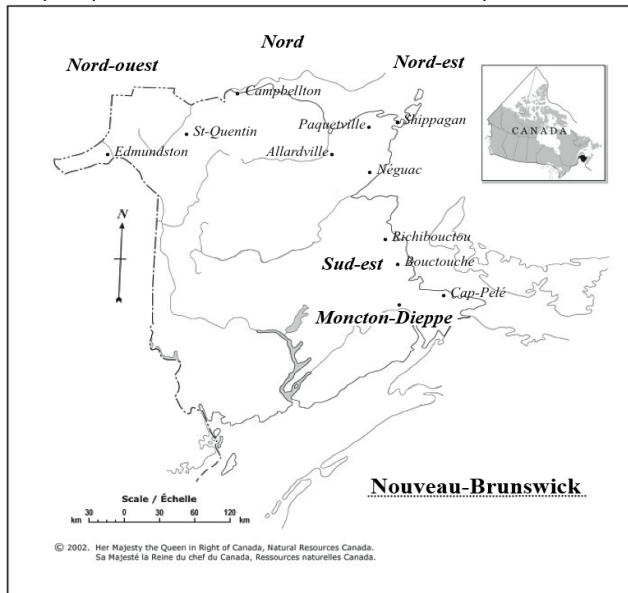 Nord
Nord-ouest
Nord-est
Campbellton
Shippagan
Paquetville
St-Quentin
CANADA
Edmundston
Allardville
Néguac
N
Richibouctou
Sud-est
Bouctouche
Cap-Pelé
Moncton-Dieppe
Nouveau-Brunswick
Scale / Échelle
30 0 30 60 90 120
km km
© 2002. Her Majesty the Queen in Right of Canada, Natural Resources Canada.
Sa Majesté la Reine du chef du Canada, Ressources naturelles Canada.